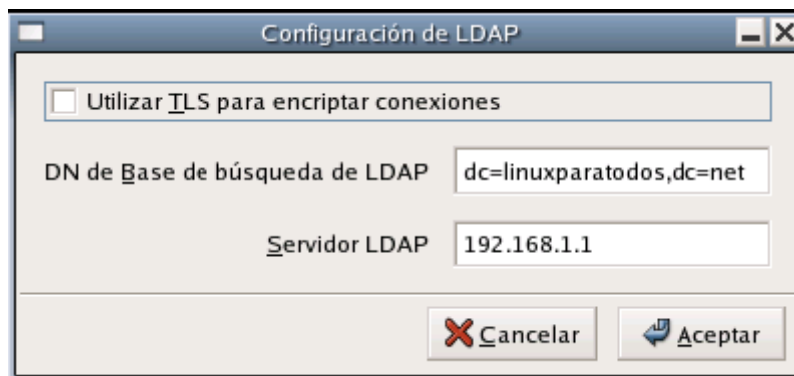 Configuración de LDAP
Utilizar TLS para encriptar conexiones
DN de Base de búsqueda de LDAP dc=linuxparatodos,dc=net
Servidor LDAP 192.168.1.1
Cancelar Aceptar